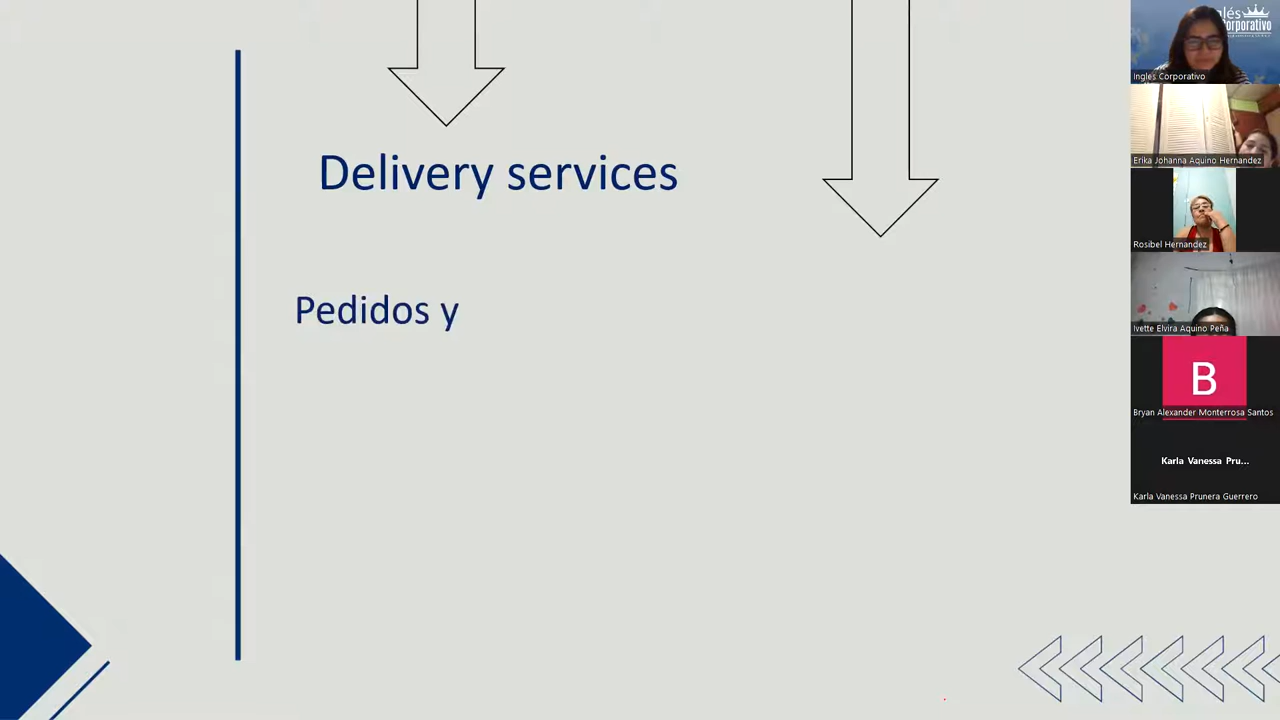 Delivery services
Pedidos y
Inglés Corporativo
Erika Johanna Aquino Hernandez
Rosibel Hernandez
Ivette Elvira Aquino Peña
B
Bryan Alexander Monterrosa Santos
Karla Vanessa Pru...
Karla Vanessa Prunera Guerrero